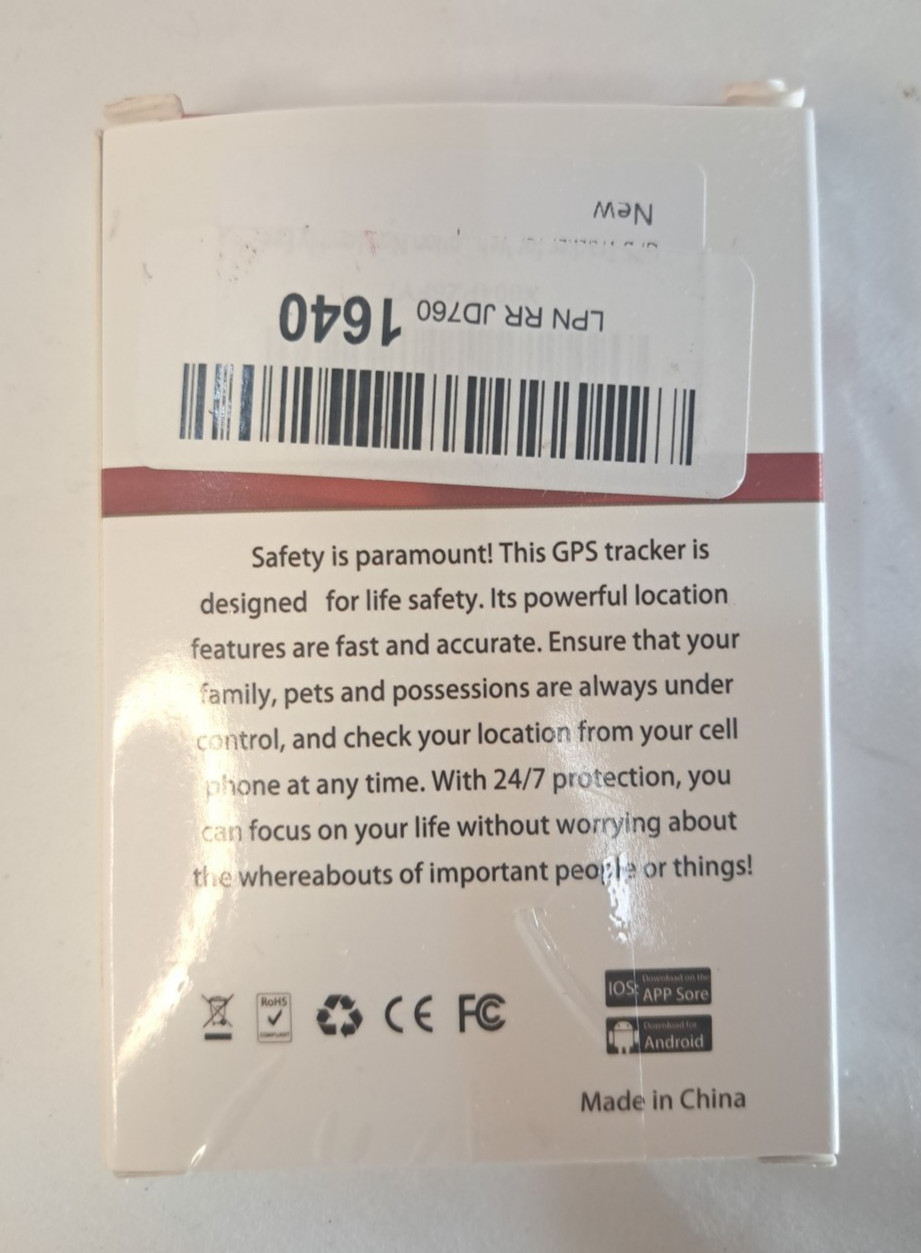 New
LPN RR JD760 1640
Safety is paramount! This GPS tracker is
designed for life safety. Its powerful location
features are fast and accurate. Ensure that your
family, pets and possessions are always under
control, and check your location from your cell
phone at any time. With 24/7 protection, you
can focus on your life without worrying about
the whereabouts of important people or things!
RoHS
COMPLIANT
CE FC
IOS: Download on the
APP Sore
Download for
Android
Made in China